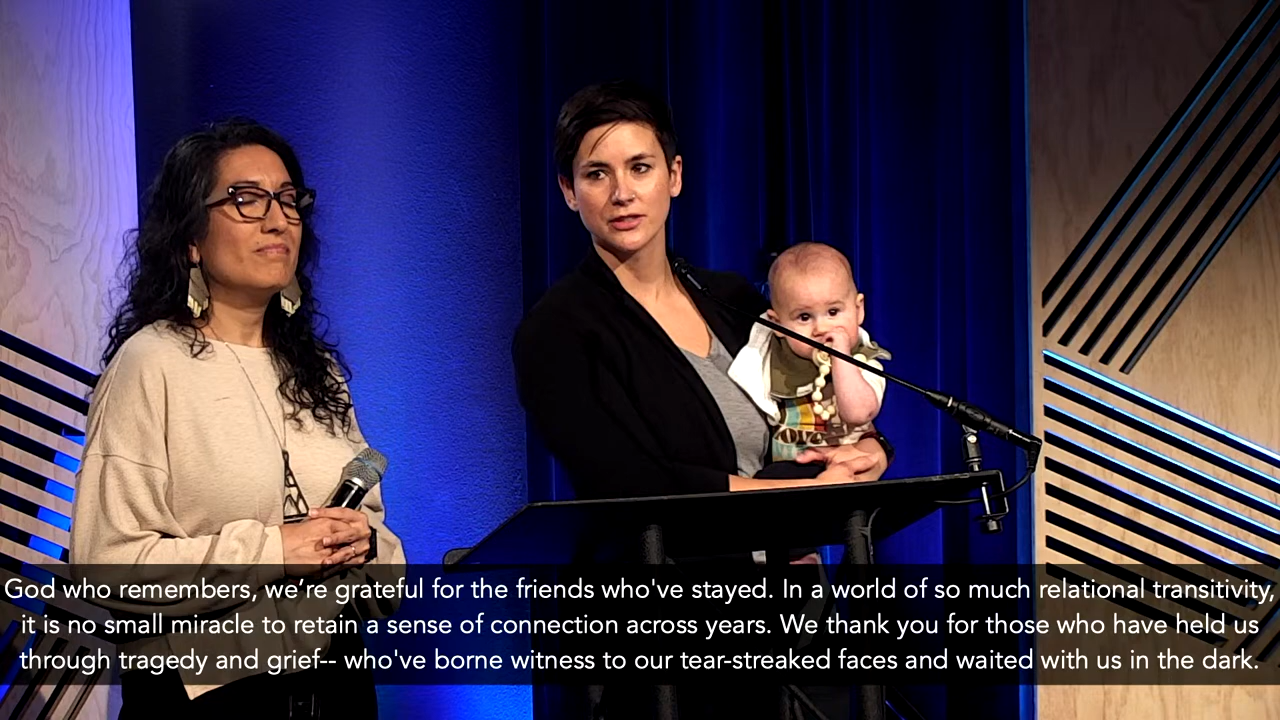 LOVE
God who remembers, we’re grateful for the friends who've stayed. In a world of so much relational transitivity,
it is no small miracle to retain a sense of connection across years. We thank you for those who have held us
through tragedy and grief-- who've borne witness to our tear-streaked faces and waited with us in the dark.